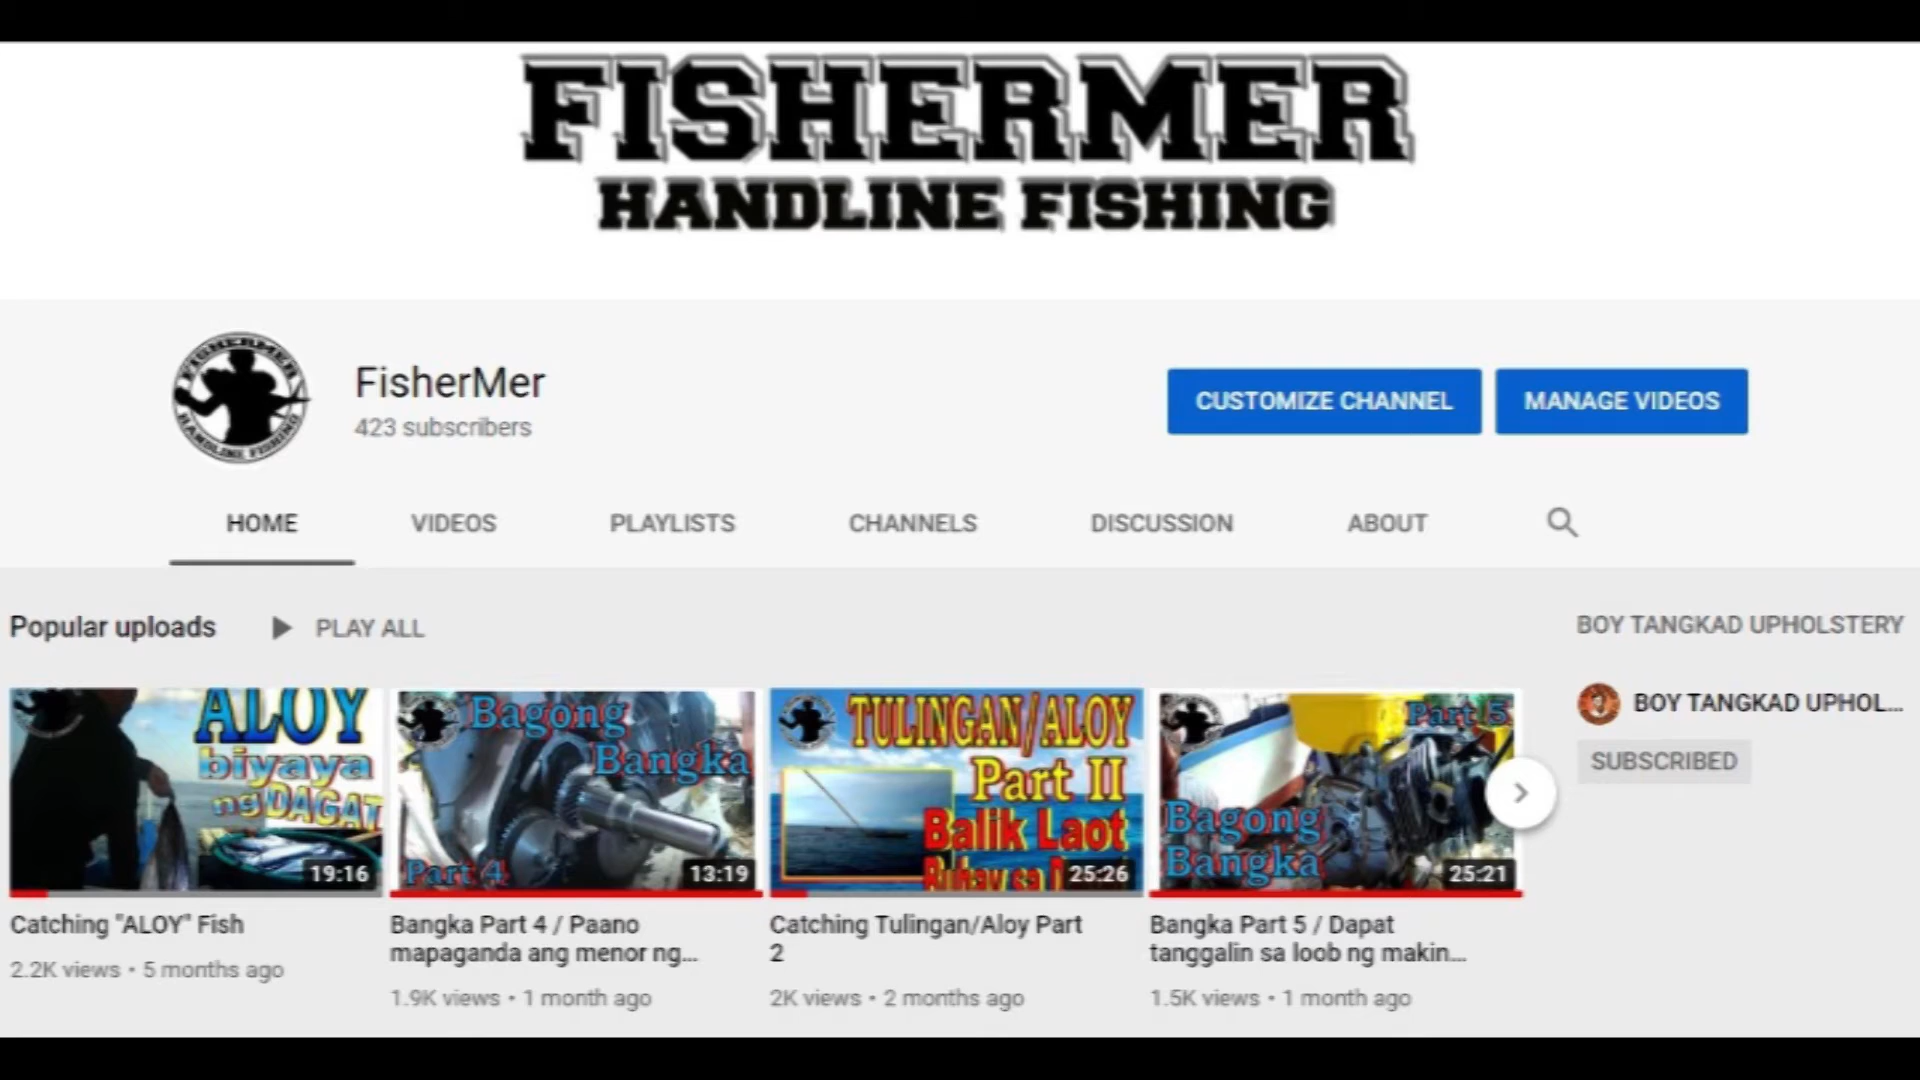 FISHERMER
HANDLINE FISHING
FISHERMER
HANDLINE FISHING
FisherMer
423 subscribers
CUSTOMIZE CHANNEL
MANAGE VIDEOS
HOME
VIDEOS
PLAYLISTS
CHANNELS
DISCUSSION
ABOUT
Popular uploads
PLAY ALL
BOY TANGKAD UPHOLSTERY
ALOY
biyaya
ng DAGAT
19:16
Bagong
Bangka
Part 4
13:19
TULINGAN/ALOY
Part II
Balik Laot
25:26
Part 5
Bagong
Bangka
25:21
BOY TANGKAD UPHOL...
SUBSCRIBED
Catching "ALOY" Fish
2.2K views • 5 months ago
Bangka Part 4 / Paano
mapaganda ang menor ng...
1.9K views • 1 month ago
Catching Tulingan/Aloy Part
2
2K views • 2 months ago
Bangka Part 5 / Dapat
tanggalin sa loob ng makin...
1.5K views • 1 month ago